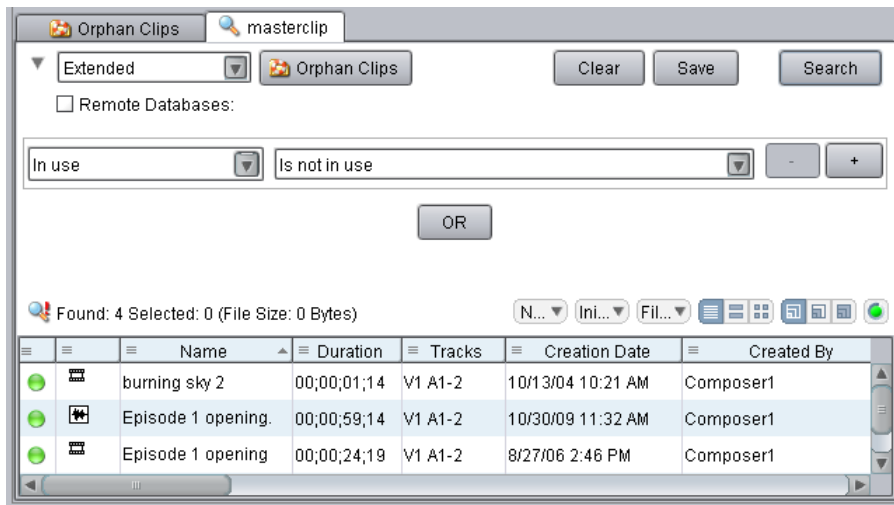 Orphan Clips
masterclip
Extended
Orphan Clips
Clear
Save
Search
Remote Databases:
In use
Is not in use
-
+
OR
Found: 4 Selected: 0 (File Size: 0 Bytes)
N...
Ini...
Fil...
Name
Duration
Tracks
Creation Date
Created By
burning sky 2 00;00;01;14 V1 A1-2 10/13/04 10:21 AM Composer1
Episode 1 opening. 00;00;59;14 V1 A1-2 10/30/09 11:32 AM Composer1
Episode 1 opening 00;00;24;19 V1 A1-2 8/27/06 2:46 PM Composer1